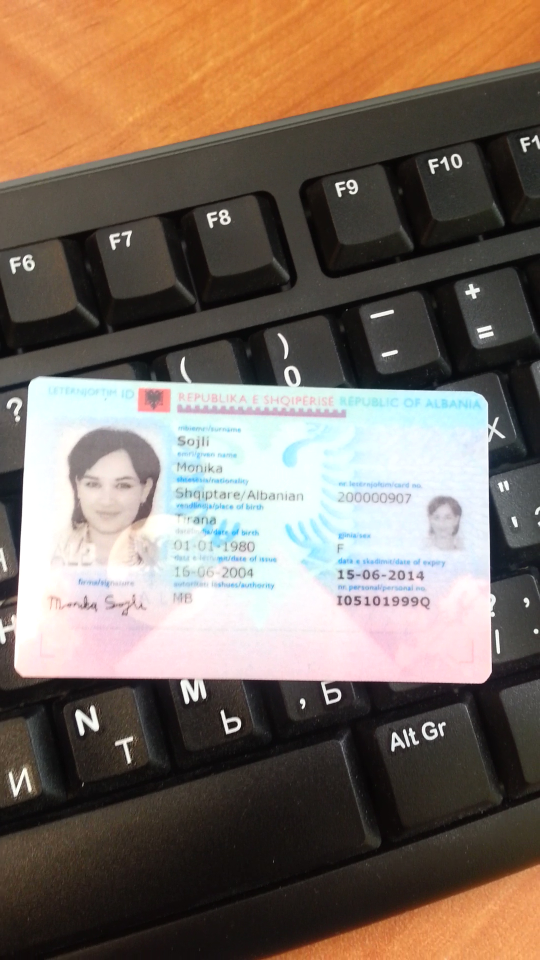 F6
F7
F8
F9
F10
F1
(
)
0
—
-
+
=
?
X
LETËRNJOFTIM ID
REPUBLIKA E SHQIPËRISË REPUBLIC OF ALBANIA
mbiemri/surname
Sojli
emri/given name
Monika
shtetësia/nationality
Shqiptare/Albanian
vendlindja/place of birth
Tirana
datëlindja/date of birth
01-01-1980
data e lëshimit/date of issue
16-06-2004
autoriteti lëshues/authority
MB
nr.letërnjoftimi/card no.
200000907
gjinia/sex
F
data e skadimit/date of expiry
15-06-2014
nr.personal/personal no.
I05101999Q
firma/signature
Monika Sojli
N
Т
M
Ь
,
Б
И
Alt Gr